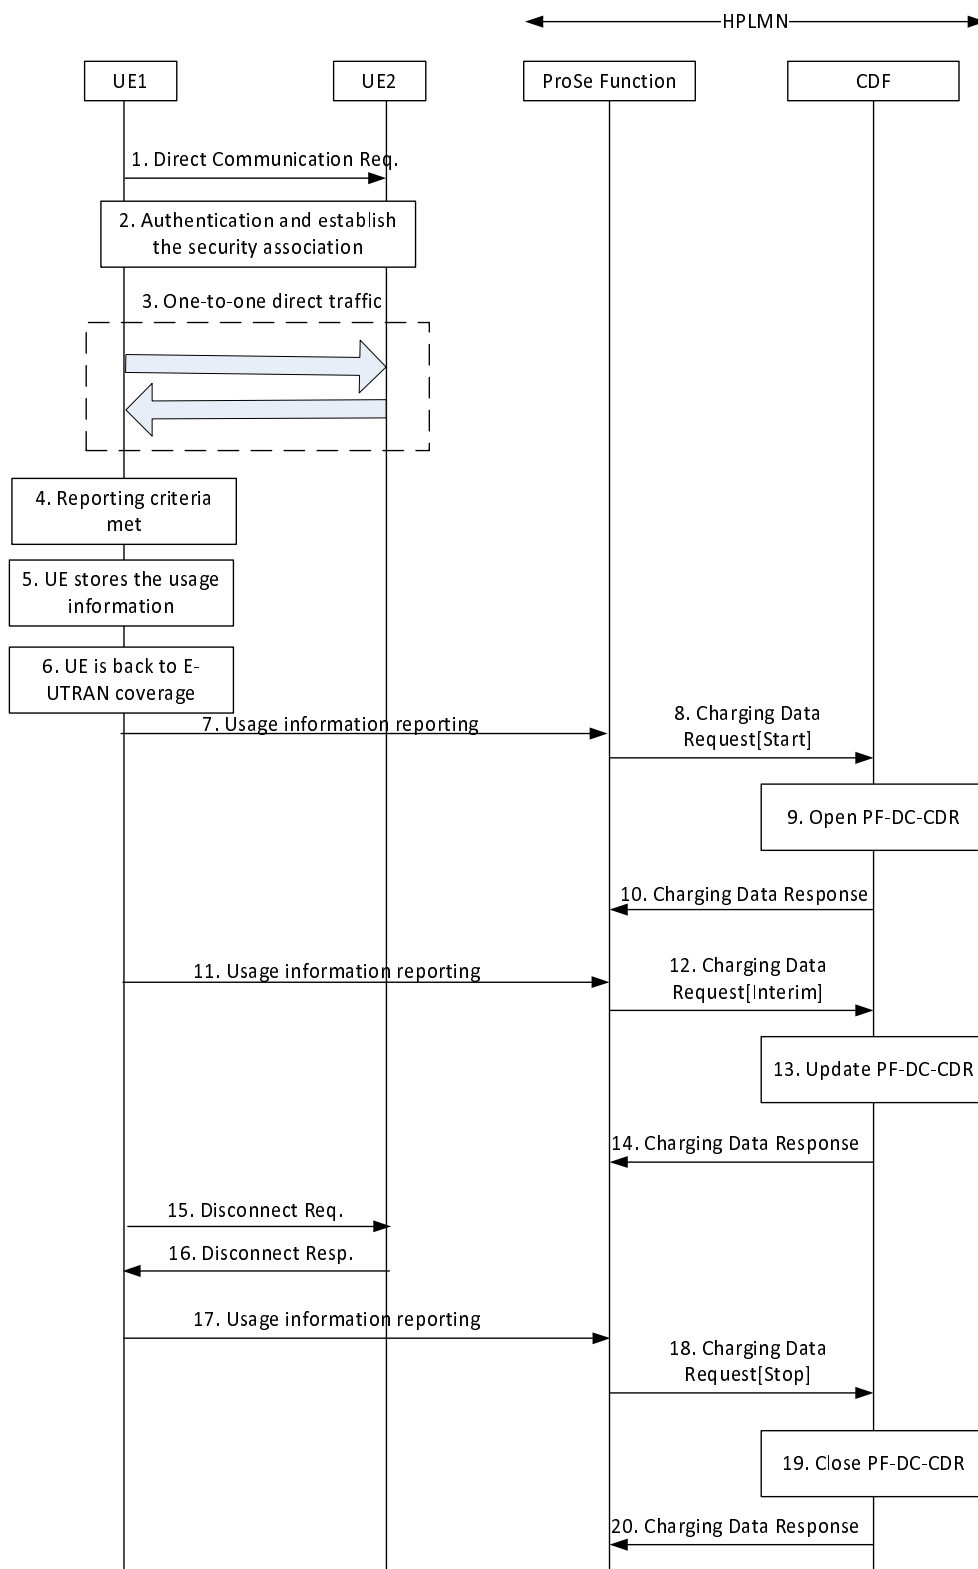 HPLMN
UE1
UE2
ProSe Function
CDF
1. Direct Communication Req.
2. Authentication and establish
the security association
3. One-to-one direct traffic
4. Reporting criteria
met
5. UE stores the usage
information
6. UE is back to E-
UTRAN coverage
7. Usage information reporting
8. Charging Data
Request[Start]
9. Open PF-DC-CDR
10. Charging Data Response
11. Usage information reporting
12. Charging Data
Request[Interim]
13. Update PF-DC-CDR
14. Charging Data Response
15. Disconnect Req.
16. Disconnect Resp.
17. Usage information reporting
18. Charging Data
Request[Stop]
19. Close PF-DC-CDR
20. Charging Data Response